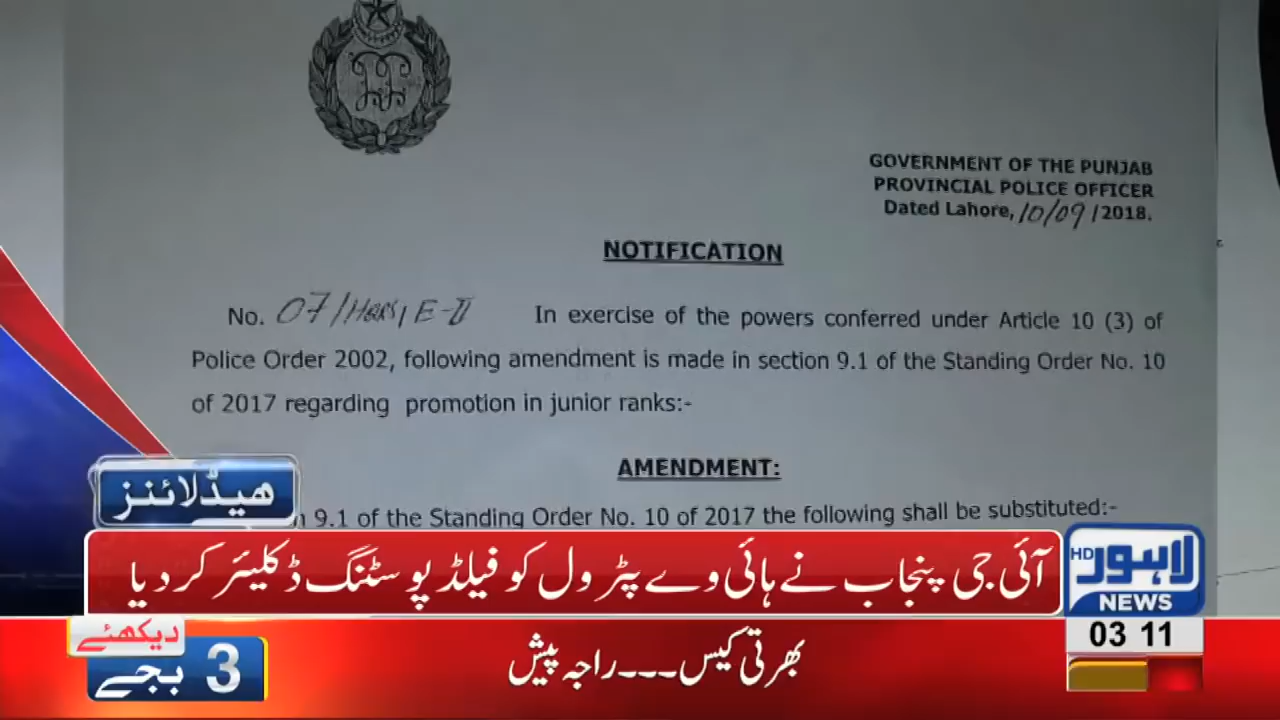 GOVERNMENT OF THE PUNJAB
PROVINCIAL POLICE OFFICER
Dated Lahore, 10/09/2018.
NOTIFICATION
No. 07/ E-II In exercise of the powers conferred under Article 10 (3) of
Police Order 2002, following amendment is made in section 9.1 of the Standing Order No. 10
of 2017 regarding promotion in junior ranks:-
AMENDMENT:
9.1 of the Standing Order No. 10 of 2017 the following shall be substituted:-
ہیڈلائنز
آئی جی پنجاب نے ہائی وے پٹرول کو فیلڈ پوسٹنگ ڈکلیئر کر دیا
لاہور HD
NEWS
03 11
دیکھئے
3 بجے
بھرتی کیس۔۔۔راجہ پیش